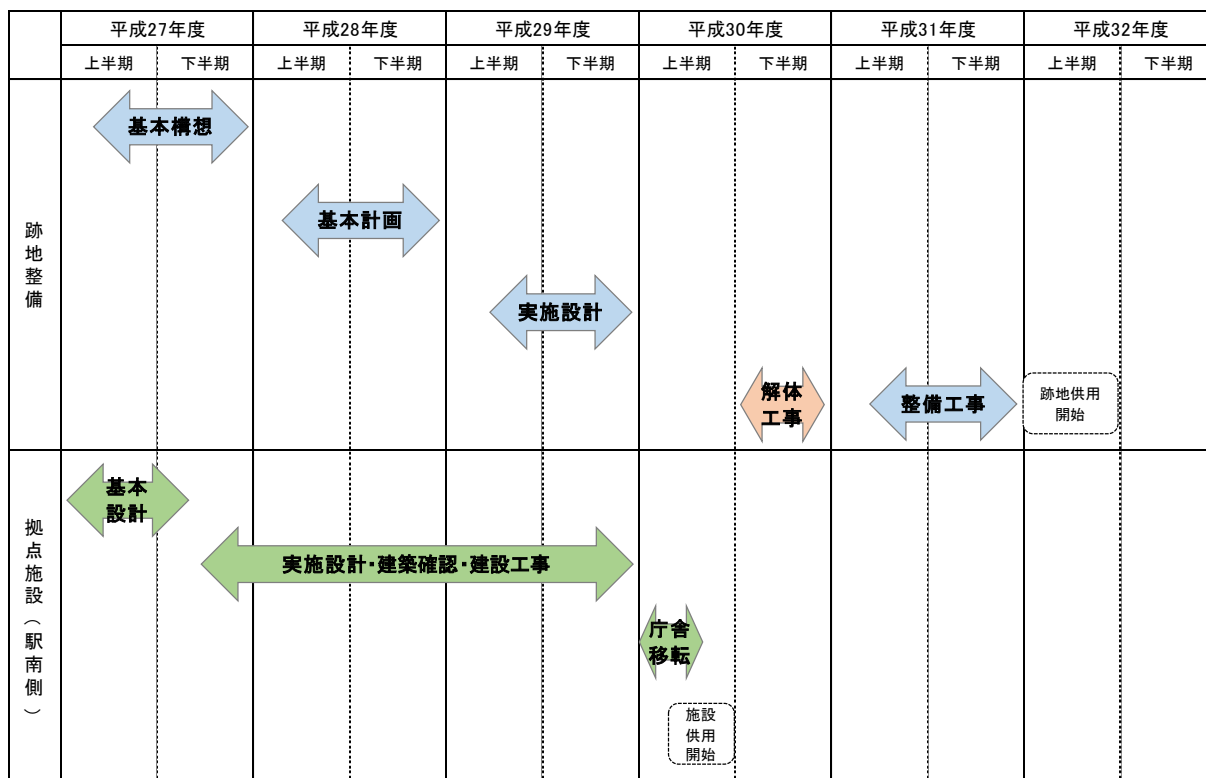 平成27年度 平成28年度 平成29年度 平成30年度 平成31年度 平成32年度
上半期 下半期 上半期 下半期 上半期 下半期 上半期 下半期 上半期 下半期 上半期 下半期
跡地整備
基本構想
基本計画
実施設計
解体
工事
整備工事
跡地供用
開始
拠点施設（駅南側）
基本
設計
実施設計・建築確認・建設工事
庁舎
移転
施設
供用
開始